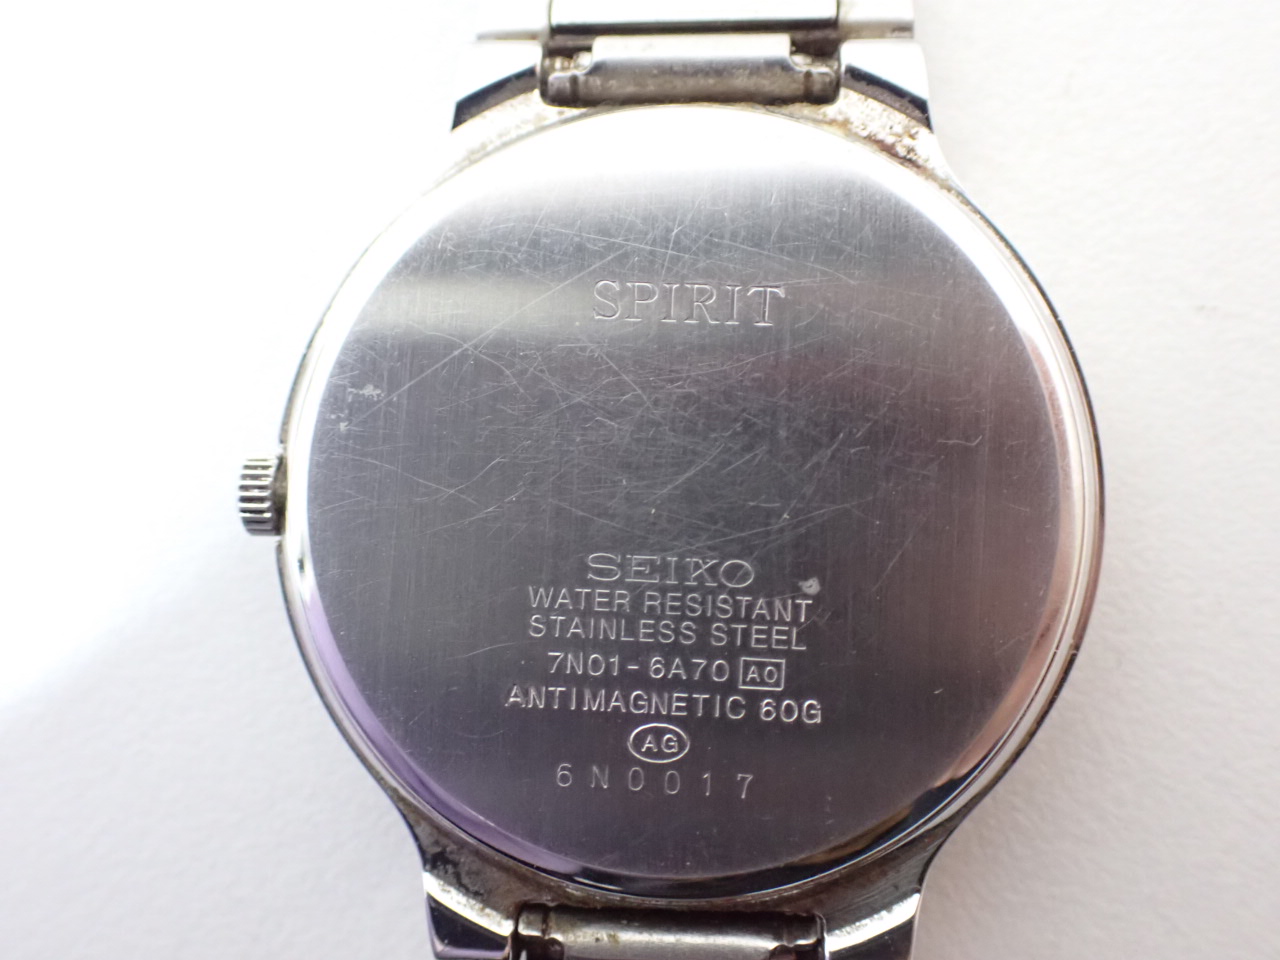 SPIRIT
SEIKO
WATER RESISTANT
STAINLESS STEEL
7N01-6A70 A0
ANTIMAGNETIC 60G
AG
6N0017